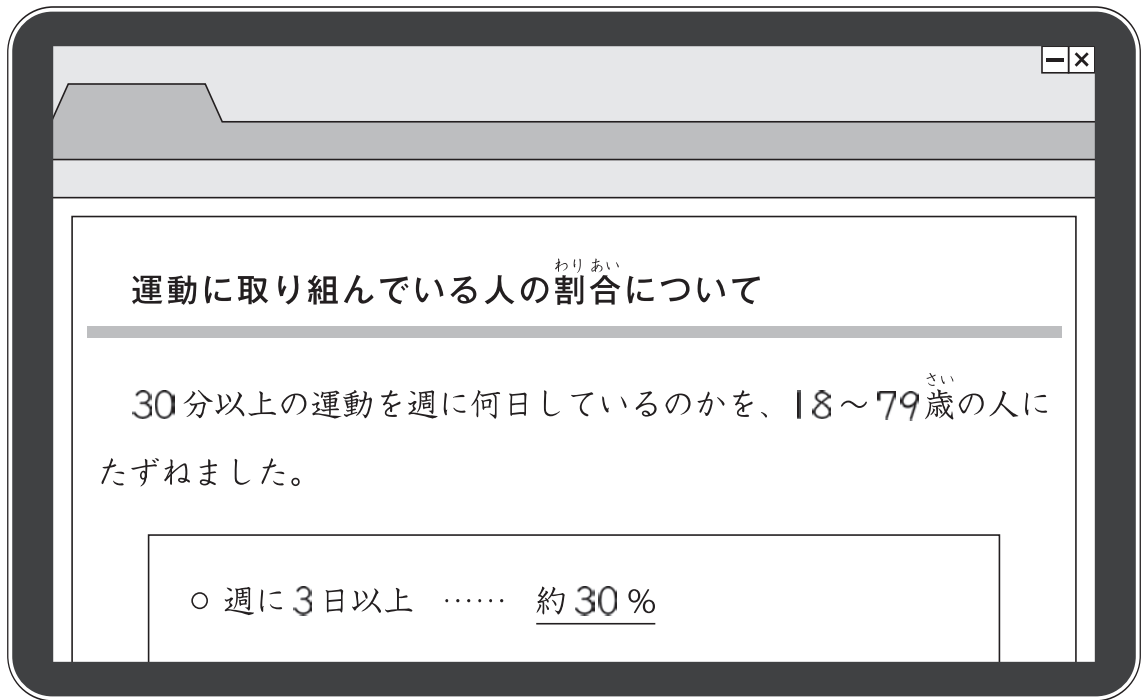 運動に取り組んでいる人の割合について
30分以上の運動を週に何日しているのかを、18〜79歳の人に
たずねました。
○ 週に3日以上 …… 約30%